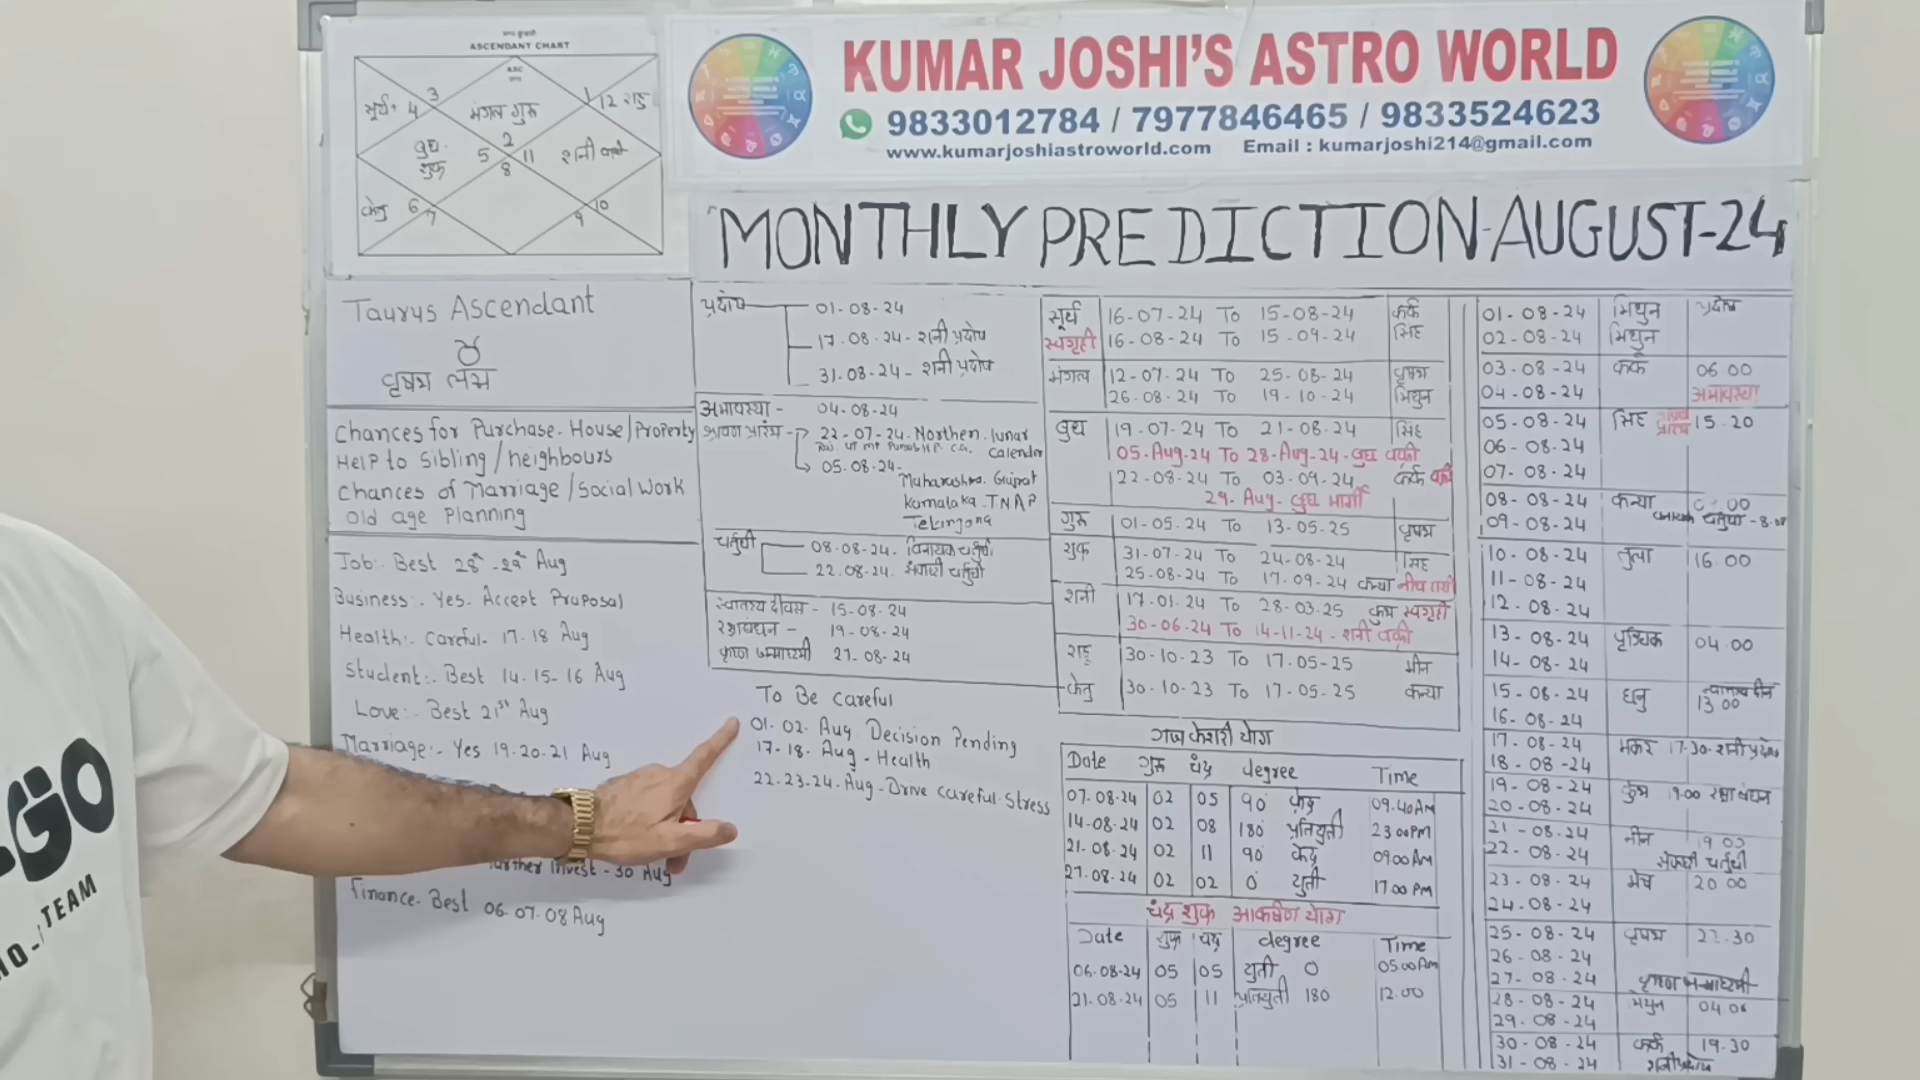 लग्न कुंडली
ASCENDANT CHART
ASC
लग्न
सूर्य 4
3
मंगल गुरु
2
1
12 राहु
बुध
शुक्र
5
11
8
शनी वक्री
केतु 6
7
9
10
KUMAR JOSHI'S ASTRO WORLD
9833012784 / 7977846465 / 9833524623
www.kumarjoshiastroworld.com Email : kumarjoshi214@gmail.com
MONTHLY PREDICTION-AUGUST-24
Taurus Ascendant
♉
वृषभ लग्न
Chances for Purchase. House/Property
Help to Sibling/neighbours
Chances of Marriage/Social Work
Old age Planning
Job:- Best 28th-29th Aug
Business:- Yes. Accept Proposal
Health:- Careful- 17-18 Aug
Student:- Best 14-15-16 Aug
Love:- Best 21st Aug
Marriage:- Yes 19.20.21 Aug
Further Invest - 30 Aug
Finance- Best 06-07-08 Aug
प्रदोष
01-08-24
17-08-24 - शनी प्रदोष
31-08-24 - शनी प्रदोष
अमावस्या - 04-08-24
श्रावण प्रारंभ - 22-07-24-Northen. lunar
calender
05.08-24-
Maharashtra. Gujrat
Karnataka. TN AP
Telangana
चतुर्थी
08-08-24. विनायक चतुर्थी
22.08-24. संकष्टी चतुर्थी
स्वातंत्र्य दीवस - 15-08-24
रक्षाबंधन - 19-08-24
कृष्ण जन्माष्टमी 27-08-24
To Be Careful
01. 02. Aug Decision Pending
17-18. Aug - Health
22.23.24. Aug - Drive careful. Stress
सूर्य 16-07-24 To 15-08-24 कर्क
स्वगृही 16-08-24 To 15-09-24 सिंह
मंगल 12-07-24 To 25-08-24 वृषभ
26-08-24 To 19-10-24 मिथुन
बुध 19-07-24 To 21-08-24 सिंह
05-Aug-24 To 28-Aug-24-बुध वक्री
22-08-24 To 03-09-24 कर्क वक्री
29-Aug-बुध मार्गी
गुरु 01-05-24 To 13-05-25 वृषभ
शुक्र 31-07-24 To 24-08-24 सिंह
25-08-24 To 17-09-24 कन्या नीच राशी
शनी 17-01-24 To 28-03-25 कुंभ स्वगृही
30-06-24 To 14-11-24 - शनी वक्री
राहू 30-10-23 To 17-05-25 मीन
केतु 30-10-23 To 17-05-25 कन्या
गज केशरी योग
Date गुरु चंद्र degree Time
07.08-24 02 05 90 केंद्र 09.40AM
14-08-24 02 08 180 प्रतियुती 23 00PM
21-08-24 02 11 90 केंद्र 09 00 AM
27-08-24 02 02 0 युती 17 00 PM
चंद्र शुक्र आकर्षण योग
Date शुक्र चंद्र degree Time
06-08-24 05 05 युती 0 05 00 Am
21-08-24 05 11 प्रतियुती 180 12.00
01-08-24 मिथुन प्रदोष
02-08-24 मिथुन
03-08-24 कर्क 06 00
04-08-24 अमावस्या
05-08-24 सिंह 15.20
06-08-24
07-08-24
08-08-24 कन्या
09-08-24 विनायक चतुर्थी
10-08-24 तुला 16 00
11-08-24
12-08-24
13-08-24 वृश्चिक 04 00
14-08-24
15-08-24 धनु 13 00
16-08-24
17-08-24 मकर 17-30-शनी प्रदोष
18-08-24
19-08-24 कुंभ 19.00 रक्षाबंधन
20-08-24
21-08-24 मीन
22-08-24 संकष्टी चतुर्थी
23-08-24 मेष 20 00
24-08-24
25-08-24 वृषभ 22.30
26-08-24
27-08-24 कृष्ण जन्माष्टमी
28-08-24 मिथुन
29-08-24
30-08-24 कर्क 19.30
31-08-24 शनीप्रदोष